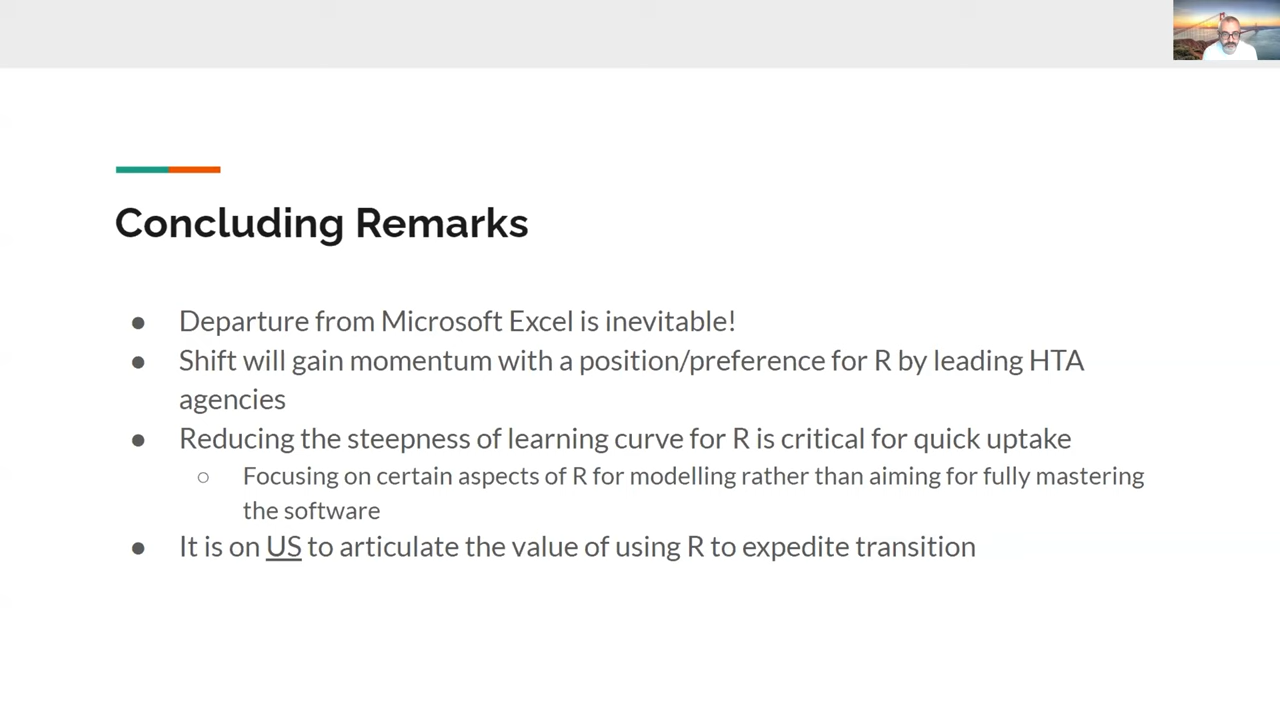 Concluding Remarks
● Departure from Microsoft Excel is inevitable!
● Shift will gain momentum with a position/preference for R by leading HTA
agencies
● Reducing the steepness of learning curve for R is critical for quick uptake
○ Focusing on certain aspects of R for modelling rather than aiming for fully mastering
the software
● It is on US to articulate the value of using R to expedite transition